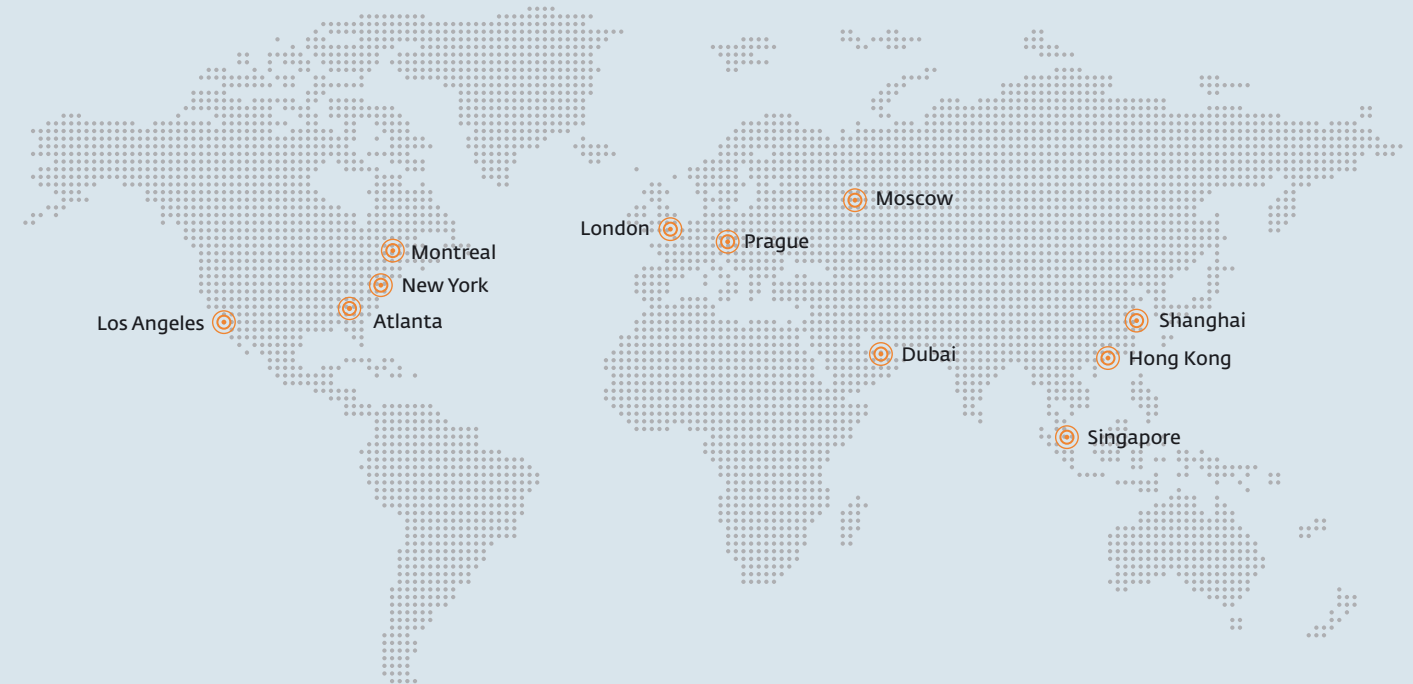 Moscow
London
Prague
Montreal
New York
Los Angeles
Atlanta
Shanghai
Dubai
Hong Kong
Singapore